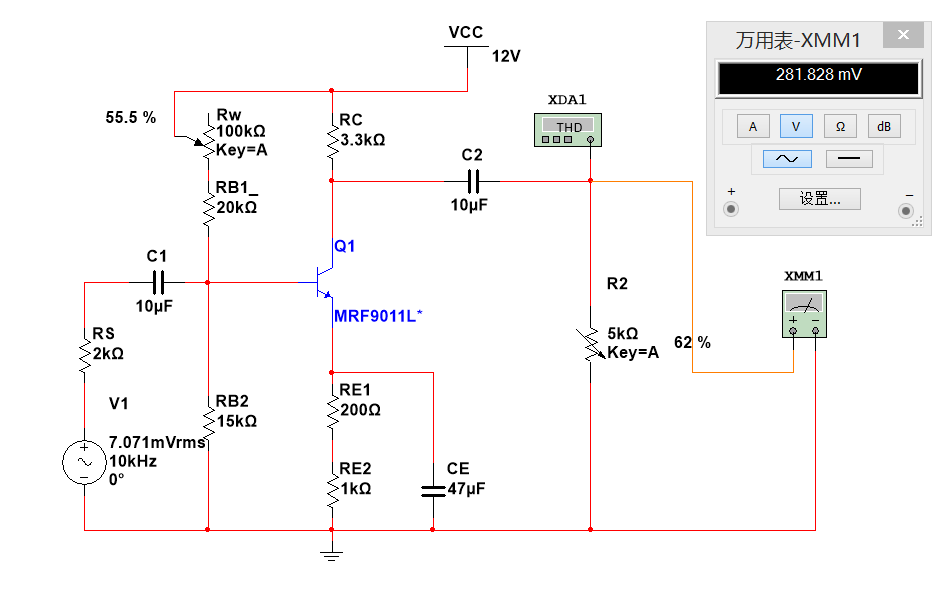 VCC
12V
万用表-XMM1
281.828 mV
A
V
Ω
dB
+
设置...
–
55.5 %
Rw
100kΩ
Key=A
RC
3.3kΩ
XDA1
THD
C2
10µF
RB1_
20kΩ
Q1
MRF9011L*
C1
10µF
R2
5kΩ
Key=A
62 %
XMM1
+ –
RS
2kΩ
RE1
200Ω
V1
7.071mVrms
10kHz
0°
RB2
15kΩ
RE2
1kΩ
CE
47µF